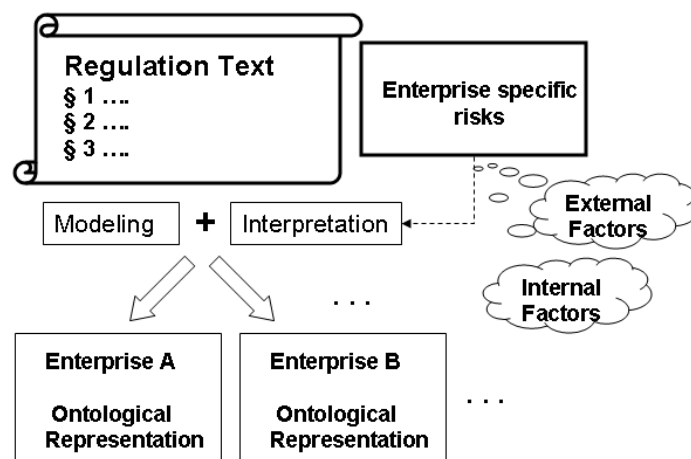 Regulation Text
§ 1 ....
§ 2 ....
§ 3 ....
Enterprise specific
risks
Modeling + Interpretation
External
Factors
Internal
Factors
. . .
Enterprise A
Ontological
Representation
Enterprise B
Ontological
Representation
. . .